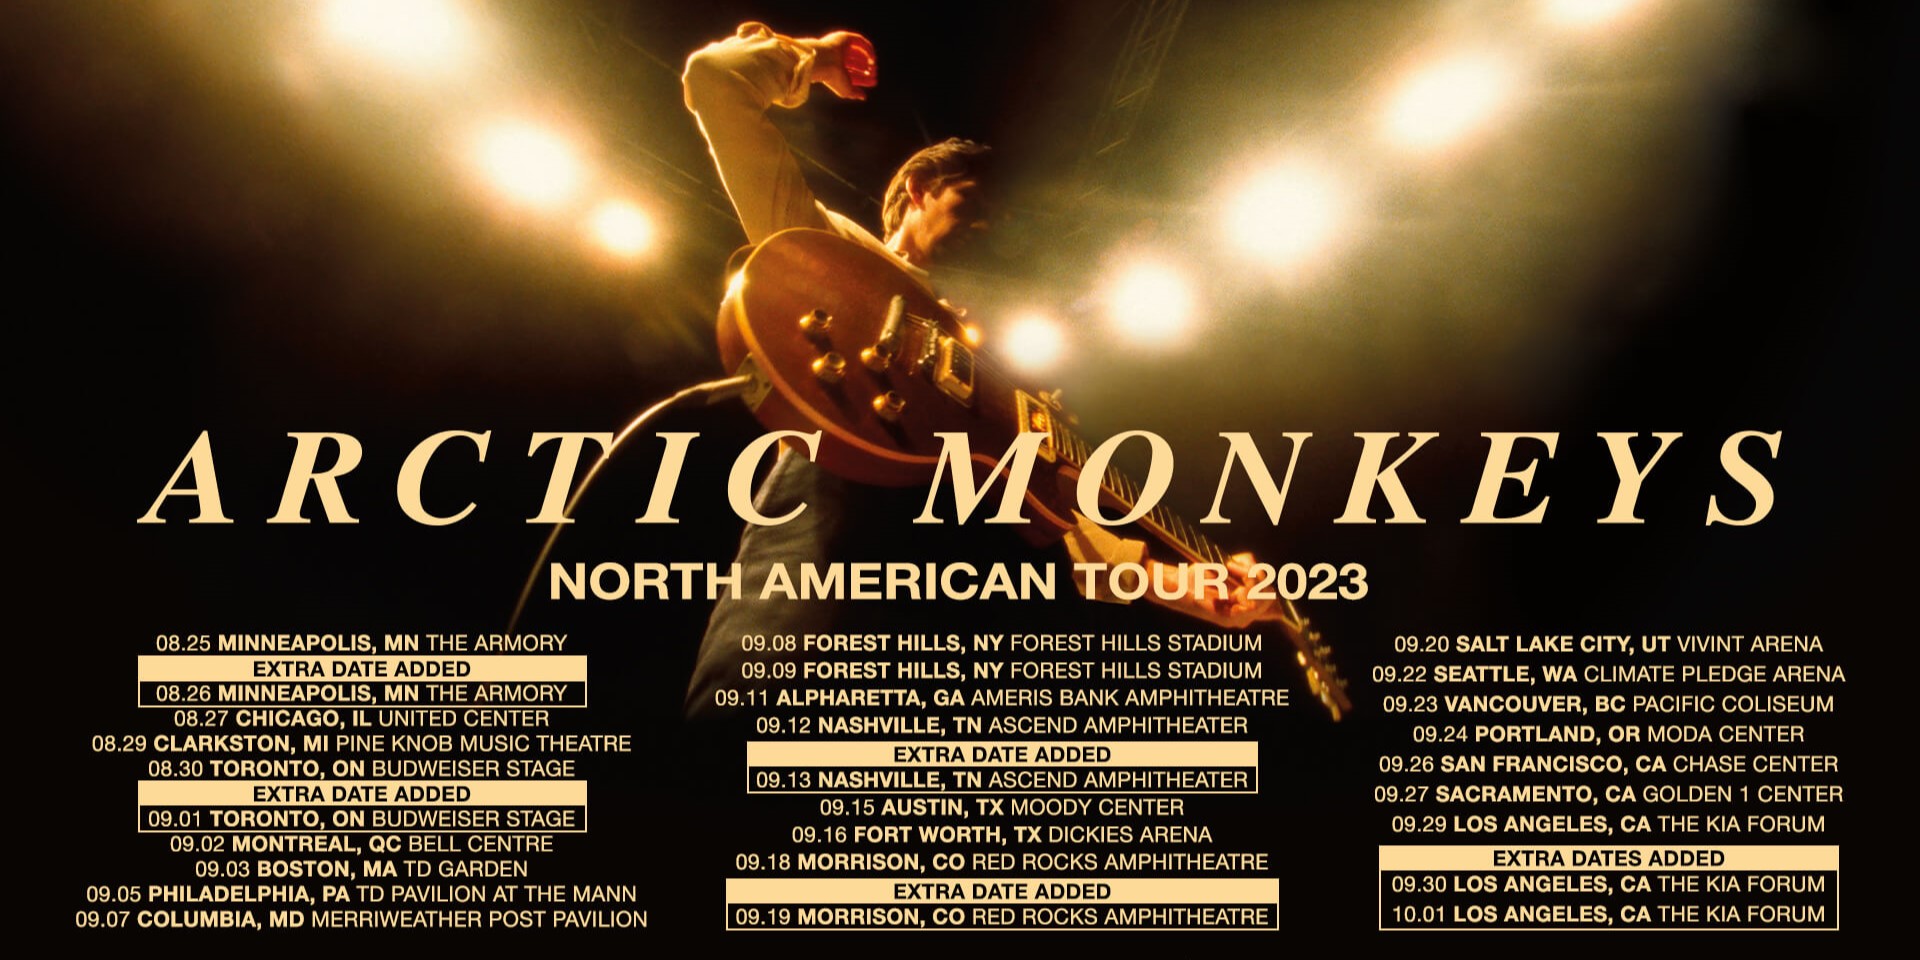 ARCTIC MONKEYS
NORTH AMERICAN TOUR 2023
08.25 MINNEAPOLIS, MN THE ARMORY
EXTRA DATE ADDED
08.26 MINNEAPOLIS, MN THE ARMORY
08.27 CHICAGO, IL UNITED CENTER
08.29 CLARKSTON, MI PINE KNOB MUSIC THEATRE
08.30 TORONTO, ON BUDWEISER STAGE
EXTRA DATE ADDED
09.01 TORONTO, ON BUDWEISER STAGE
09.02 MONTREAL, QC BELL CENTRE
09.03 BOSTON, MA TD GARDEN
09.05 PHILADELPHIA, PA TD PAVILION AT THE MANN
09.07 COLUMBIA, MD MERRIWEATHER POST PAVILION
09.08 FOREST HILLS, NY FOREST HILLS STADIUM
09.09 FOREST HILLS, NY FOREST HILLS STADIUM
09.11 ALPHARETTA, GA AMERIS BANK AMPHITHEATRE
09.12 NASHVILLE, TN ASCEND AMPHITHEATER
EXTRA DATE ADDED
09.13 NASHVILLE, TN ASCEND AMPHITHEATER
09.15 AUSTIN, TX MOODY CENTER
09.16 FORT WORTH, TX DICKIES ARENA
09.18 MORRISON, CO RED ROCKS AMPHITHEATRE
EXTRA DATE ADDED
09.19 MORRISON, CO RED ROCKS AMPHITHEATRE
09.20 SALT LAKE CITY, UT VIVINT ARENA
09.22 SEATTLE, WA CLIMATE PLEDGE ARENA
09.23 VANCOUVER, BC PACIFIC COLISEUM
09.24 PORTLAND, OR MODA CENTER
09.26 SAN FRANCISCO, CA CHASE CENTER
09.27 SACRAMENTO, CA GOLDEN 1 CENTER
09.29 LOS ANGELES, CA THE KIA FORUM
EXTRA DATES ADDED
09.30 LOS ANGELES, CA THE KIA FORUM
10.01 LOS ANGELES, CA THE KIA FORUM